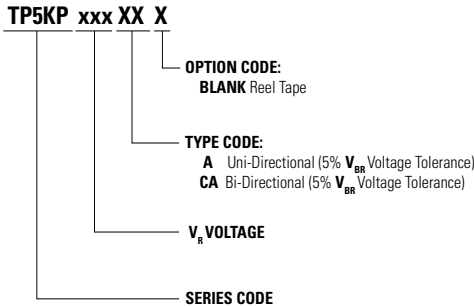 TP5KP xxx XX X
OPTION CODE:
BLANK Reel Tape
TYPE CODE:
A Uni-Directional (5% VBR Voltage Tolerance)
CA Bi-Directional (5% VBR Voltage Tolerance)
VR VOLTAGE
SERIES CODE